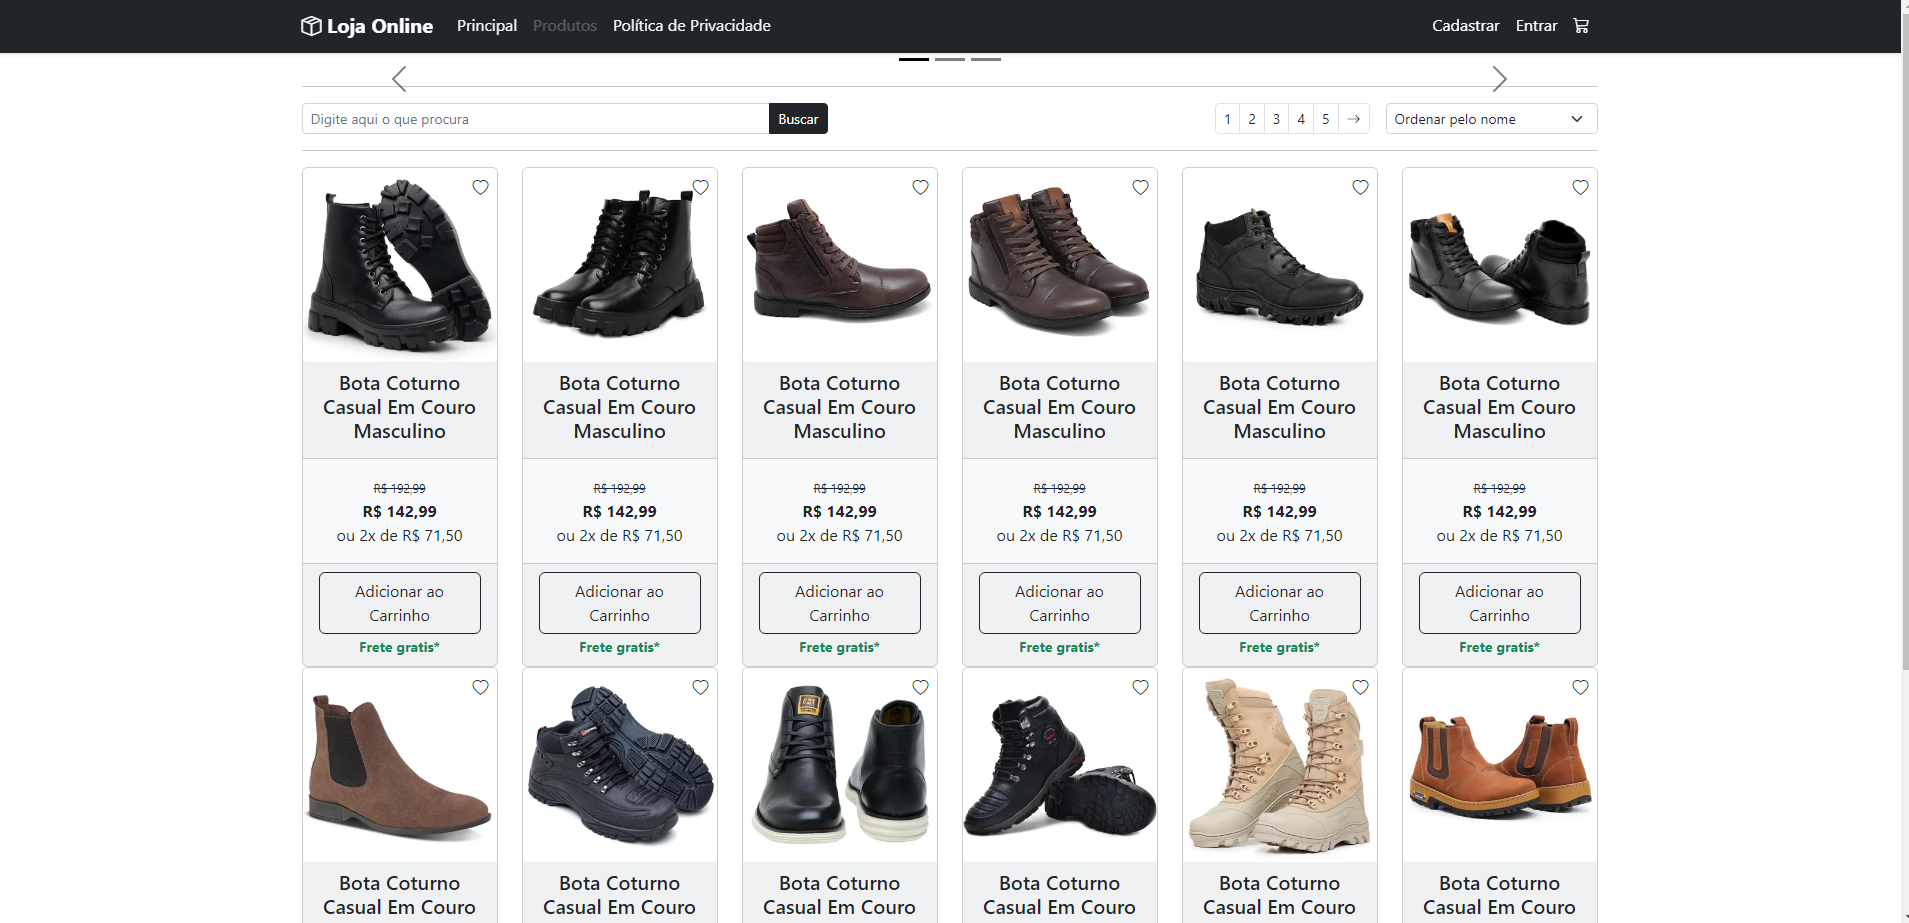 Loja Online Principal Produtos Política de Privacidade Cadastrar Entrar
Digite aqui o que procura Buscar 1 2 3 4 5 → Ordenar pelo nome
Bota Coturno Casual Em Couro Masculino
Bota Coturno Casual Em Couro Masculino
Bota Coturno Casual Em Couro Masculino
Bota Coturno Casual Em Couro Masculino
Bota Coturno Casual Em Couro Masculino
Bota Coturno Casual Em Couro Masculino
R$ 192,99 R$ 192,99 R$ 192,99 R$ 192,99 R$ 192,99 R$ 192,99
R$ 142,99 R$ 142,99 R$ 142,99 R$ 142,99 R$ 142,99 R$ 142,99
ou 2x de R$ 71,50 ou 2x de R$ 71,50 ou 2x de R$ 71,50 ou 2x de R$ 71,50 ou 2x de R$ 71,50 ou 2x de R$ 71,50
Adicionar ao Carrinho
Adicionar ao Carrinho
Adicionar ao Carrinho
Adicionar ao Carrinho
Adicionar ao Carrinho
Adicionar ao Carrinho
Frete gratis* Frete gratis* Frete gratis* Frete gratis* Frete gratis* Frete gratis*
Bota Coturno Casual Em Couro
Bota Coturno Casual Em Couro
Bota Coturno Casual Em Couro
Bota Coturno Casual Em Couro
Bota Coturno Casual Em Couro
Bota Coturno Casual Em Couro